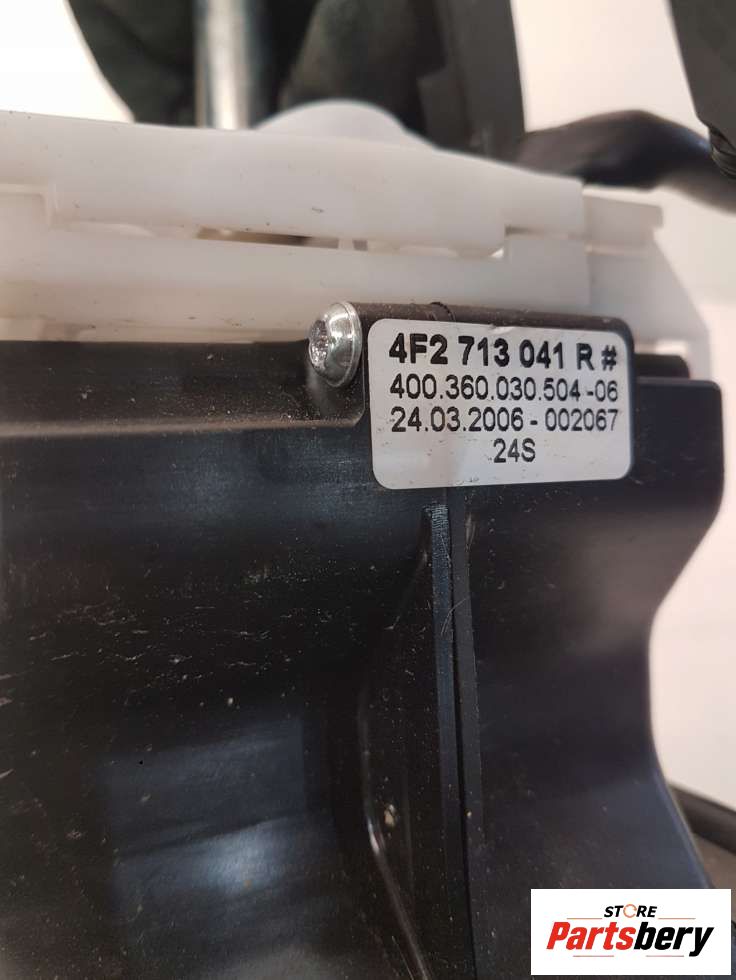 4F2 713 041 R #
400.360.030.504-06
24.03.2006-002067
24S
STORE
Partsbery